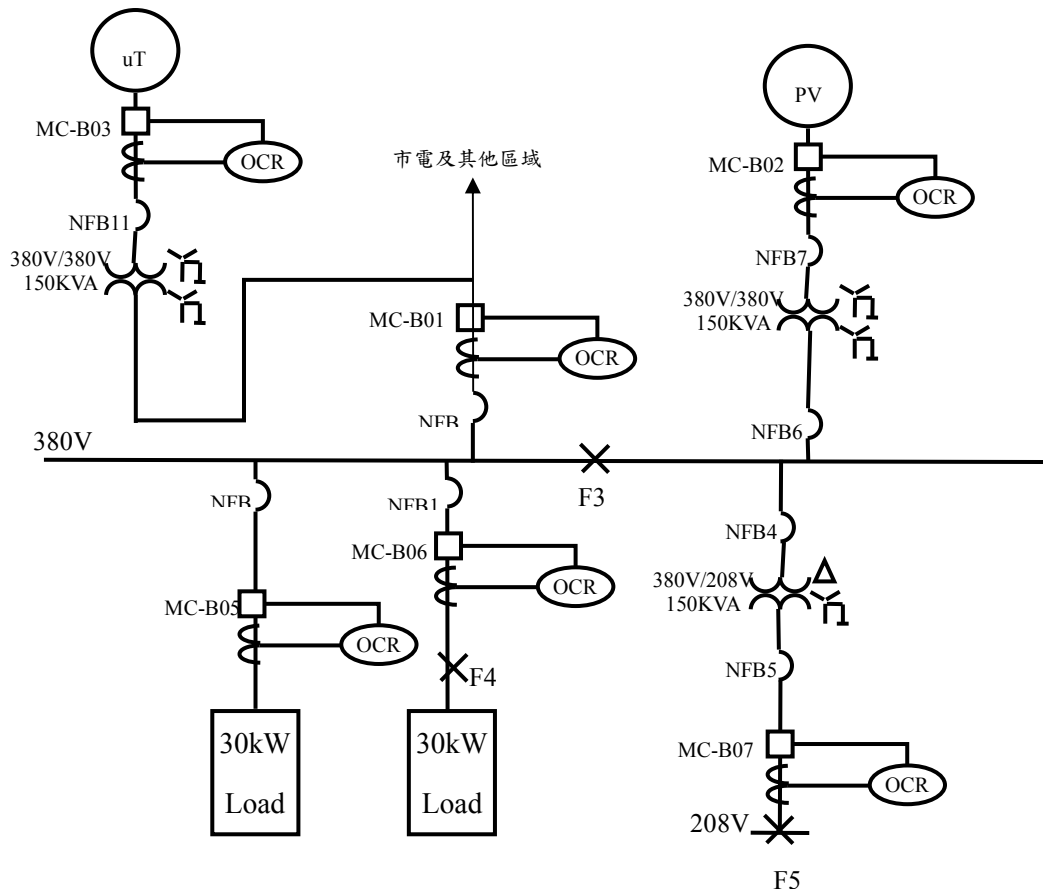 uT
MC-B03
OCR
NFB11
380V/380V
150KVA
市電及其他區域
PV
MC-B02
OCR
NFB7
380V/380V
150KVA
NFB6
MC-B01
OCR
NFB
380V
F3
NFB
MC-B05
OCR
30kW
Load
NFB1
MC-B06
OCR
F4
30kW
Load
NFB4
380V/208V
150KVA
Δ
NFB5
MC-B07
OCR
208V
F5